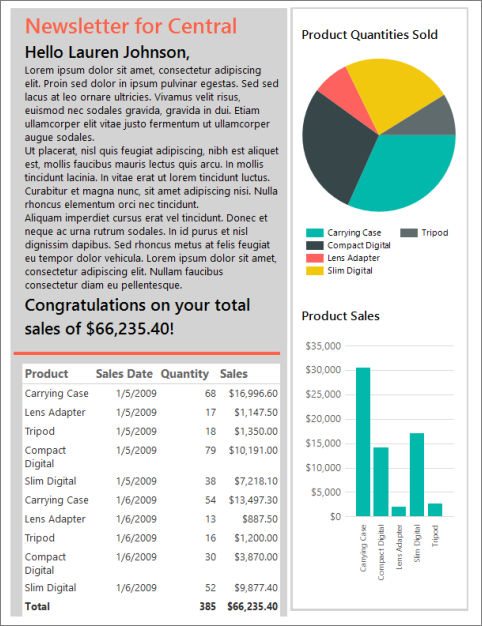 Newsletter for Central
Hello Lauren Johnson,
Lorem ipsum dolor sit amet, consectetur adipiscing
elit. Proin sed dolor in ipsum pulvinar egestas. Sed sed
lacus at leo ornare ultricies. Vivamus velit risus,
euismod nec sodales gravida, gravida in dui. Etiam
ullamcorper elit vitae justo fermentum ut ullamcorper
augue sodales.
Ut placerat, nisl quis feugiat adipiscing, nibh est aliquet
est, mollis faucibus mauris lectus quis arcu. In mollis
tincidunt lacinia. In vitae erat ut lorem tincidunt luctus.
Curabitur et magna nunc, sit amet adipiscing nisi. Nulla
rhoncus elementum orci nec tincidunt.
Aliquam imperdiet cursus erat vel tincidunt. Donec et
neque ac urna rutrum sodales. In id purus et nisl
dignissim dapibus. Sed rhoncus metus at felis feugiat
eu tempor dolor vehicula. Lorem ipsum dolor sit amet,
consectetur adipiscing elit. Nullam faucibus
consectetur diam eu pellentesque.
Congratulations on your total
sales of $66,235.40!
Product Sales Date Quantity Sales
Carrying Case 1/5/2009 68 $16,996.60
Lens Adapter 1/5/2009 17 $1,147.50
Tripod 1/5/2009 18 $1,350.00
Compact 1/5/2009 79 $10,191.00
Digital
Slim Digital 1/5/2009 38 $7,218.10
Carrying Case 1/6/2009 54 $13,497.30
Lens Adapter 1/6/2009 13 $887.50
Tripod 1/6/2009 16 $1,200.00
Compact 1/6/2009 30 $3,870.00
Digital
Slim Digital 1/6/2009 52 $9,877.40
Total 385 $66,235.40
Product Quantities Sold
Carrying Case Tripod
Compact Digital
Lens Adapter
Slim Digital
Product Sales
$35,000
$30,000
$25,000
$20,000
$15,000
$10,000
$5,000
$0
Carrying Case
Compact Digital
Lens Adapter
Slim Digital
Tripod